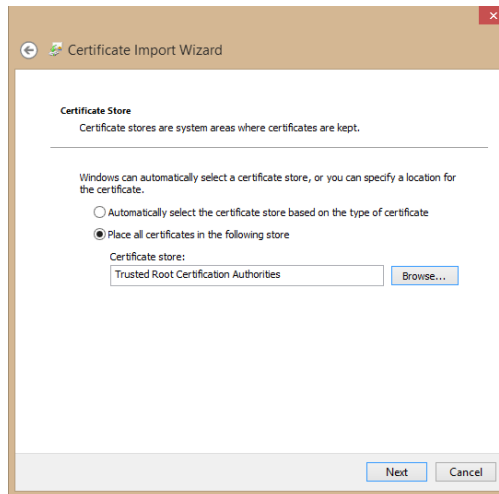 Certificate Import Wizard
Certificate Store
Certificate stores are system areas where certificates are kept.
Windows can automatically select a certificate store, or you can specify a location for
the certificate.
Automatically select the certificate store based on the type of certificate
Place all certificates in the following store
Certificate store:
Trusted Root Certification Authorities
Browse...
Next
Cancel